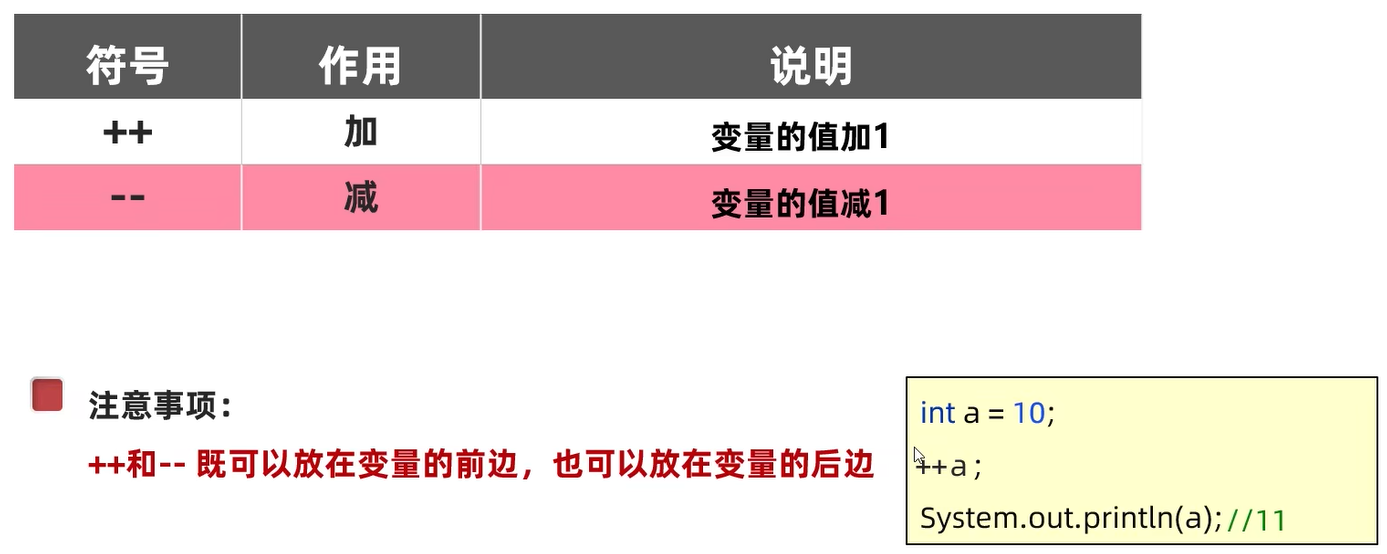 符号 作用 说明
++ 加 变量的值加1
-- 减 变量的值减1
注意事项：
++和-- 既可以放在变量的前边，也可以放在变量的后边
int a = 10;
++a;
System.out.println(a);//11